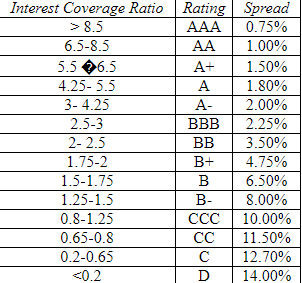 Interest Coverage Ratio Rating Spread
> 8.5 AAA 0.75%
6.5-8.5 AA 1.00%
5.5 �6.5 A+ 1.50%
4.25- 5.5 A 1.80%
3- 4.25 A- 2.00%
2.5-3 BBB 2.25%
2- 2.5 BB 3.50%
1.75-2 B+ 4.75%
1.5-1.75 B 6.50%
1.25-1.5 B- 8.00%
0.8-1.25 CCC 10.00%
0.65-0.8 CC 11.50%
0.2-0.65 C 12.70%
<0.2 D 14.00%